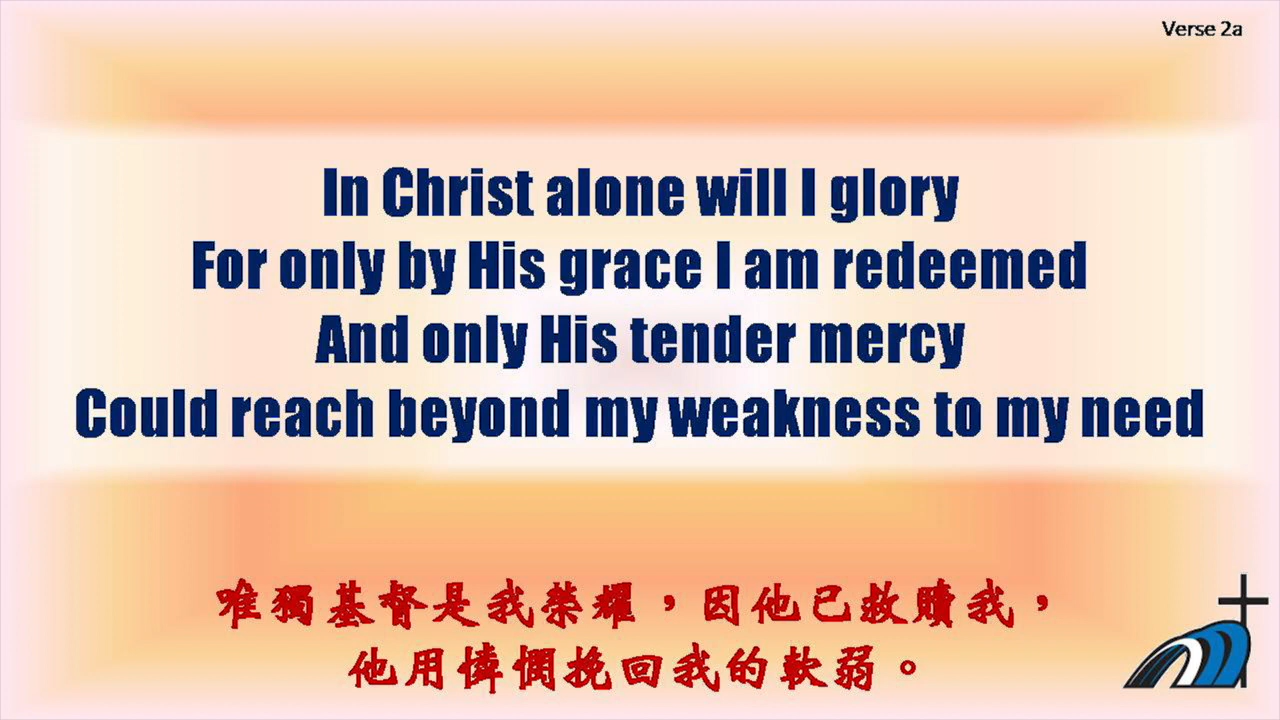 Verse 2a
In Christ alone will I glory
For only by His grace I am redeemed
And only His tender mercy
Could reach beyond my weakness to my need
唯獨基督是我榮耀，因他已救贖我，
他用憐憫挽回我的軟弱。